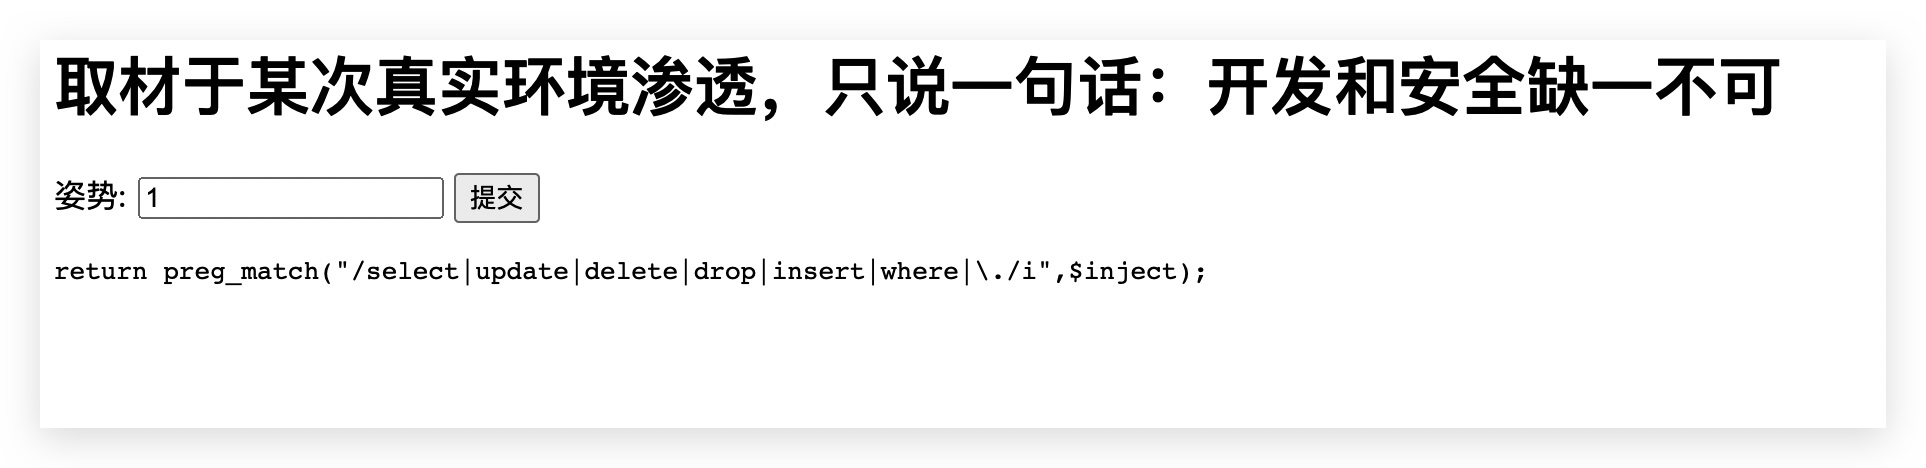 取材于某次真实环境渗透，只说一句话：开发和安全缺一不可
姿势: 1 提交
return preg_match("/select|update|delete|drop|insert|where|\./i",$inject);